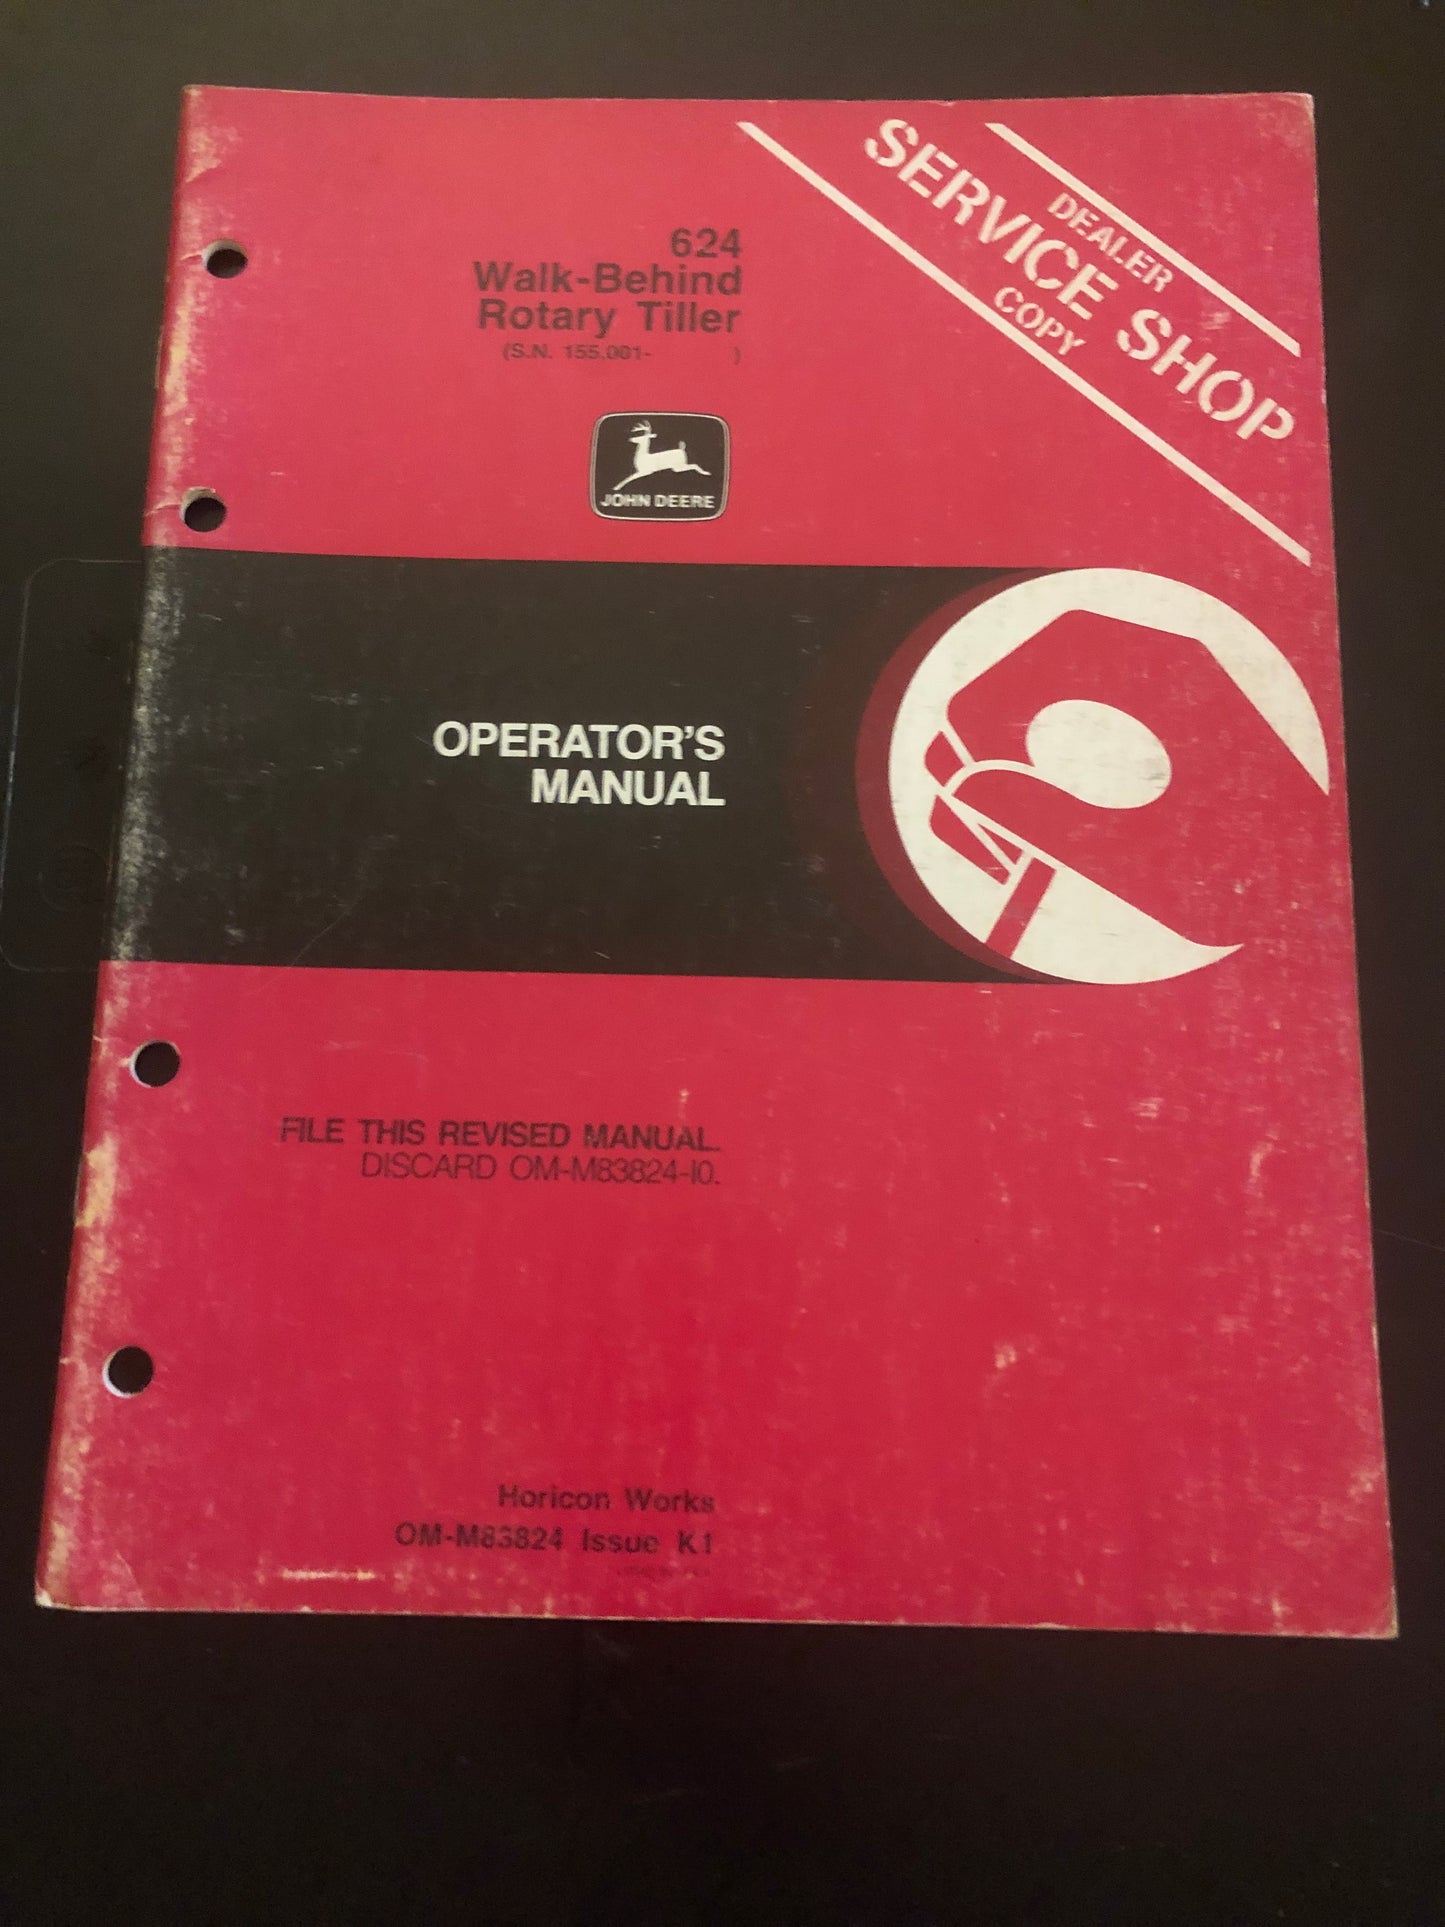 DEALER
SERVICE SHOP
COPY
624
Walk-Behind
Rotary Tiller
(S.N. 155,001- )
JOHN DEERE
OPERATOR'S
MANUAL
FILE THIS REVISED MANUAL.
DISCARD OM-M83824-I0.
Horicon Works
OM-M83824 Issue K1